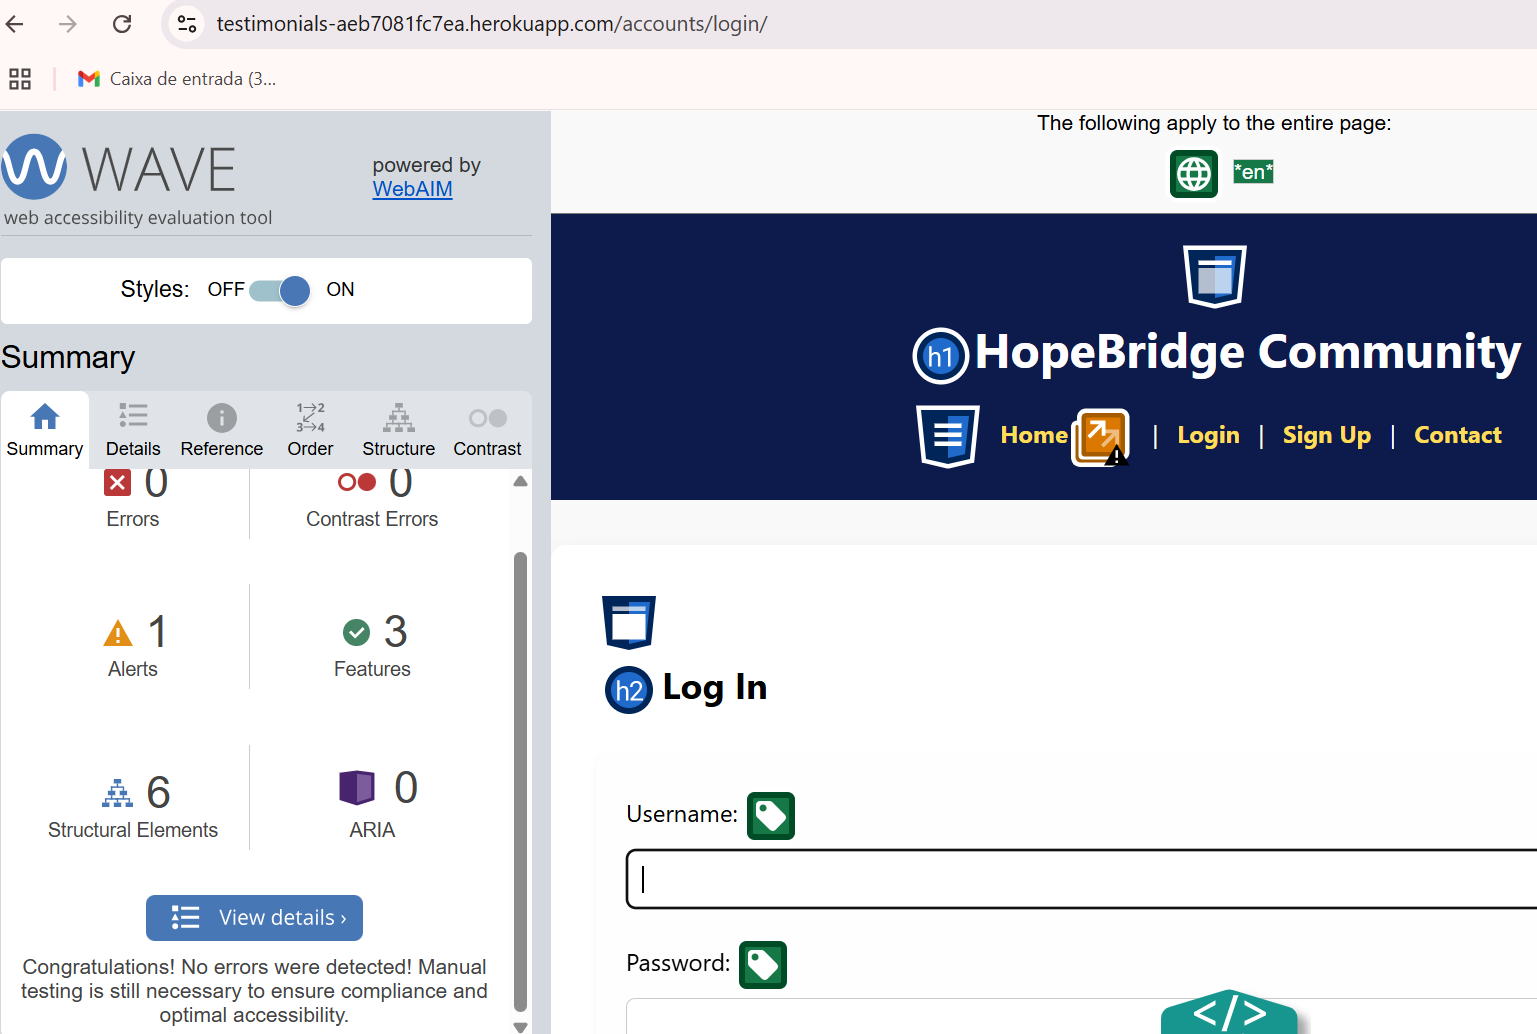 testimonials-aeb7081fc7ea.herokuapp.com/accounts/login/
Caixa de entrada (3...
WAVE
powered by
WebAIM
web accessibility evaluation tool
Styles: OFF ON
Summary
Summary Details Reference Order Structure Contrast
0 0
Errors Contrast Errors
1 3
Alerts Features
6 0
Structural Elements ARIA
View details ›
Congratulations! No errors were detected! Manual
testing is still necessary to ensure compliance and
optimal accessibility.
The following apply to the entire page:
*en*
h1 HopeBridge Community
Home | Login | Sign Up | Contact
h2 Log In
Username:
Password:
</>